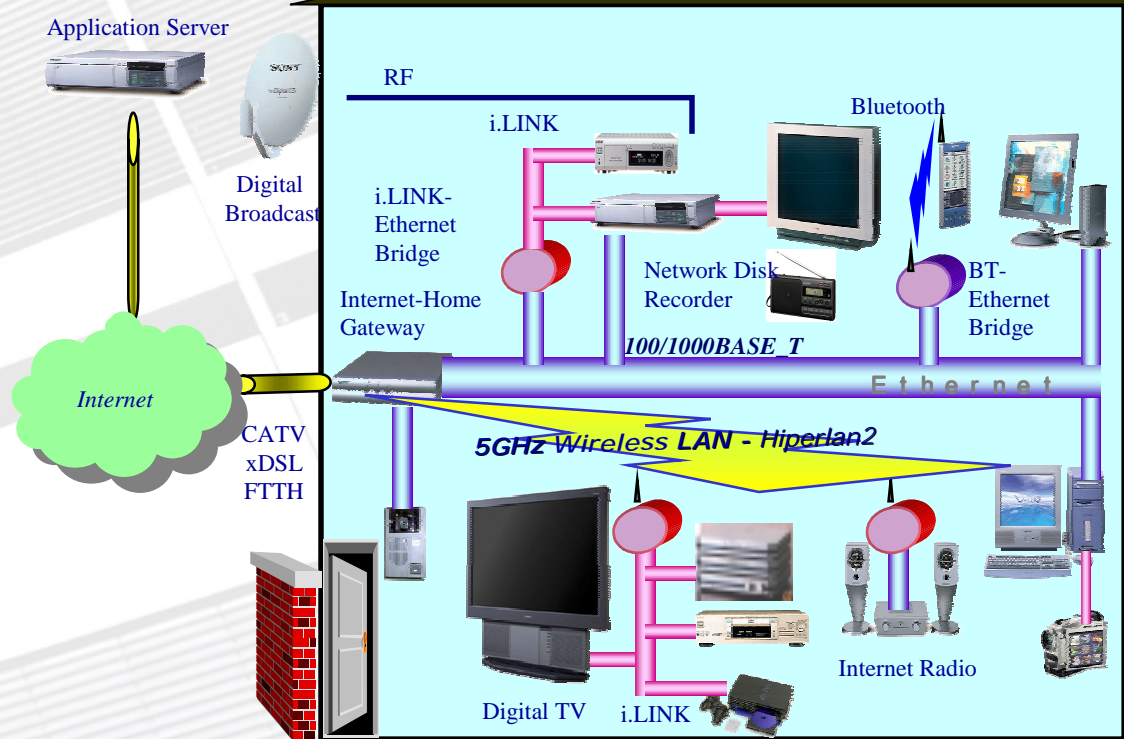 Application Server
SONY
RF
i.LINK
Bluetooth
Digital
Broadcast
i.LINK-
Ethernet
Bridge
Network Disk
Recorder
BT-
Ethernet
Bridge
Internet-Home
Gateway
100/1000BASE_T
Ethernet
Internet
CATV
xDSL
FTTH
5GHz Wireless LAN - Hiperlan2
Internet Radio
Digital TV
i.LINK